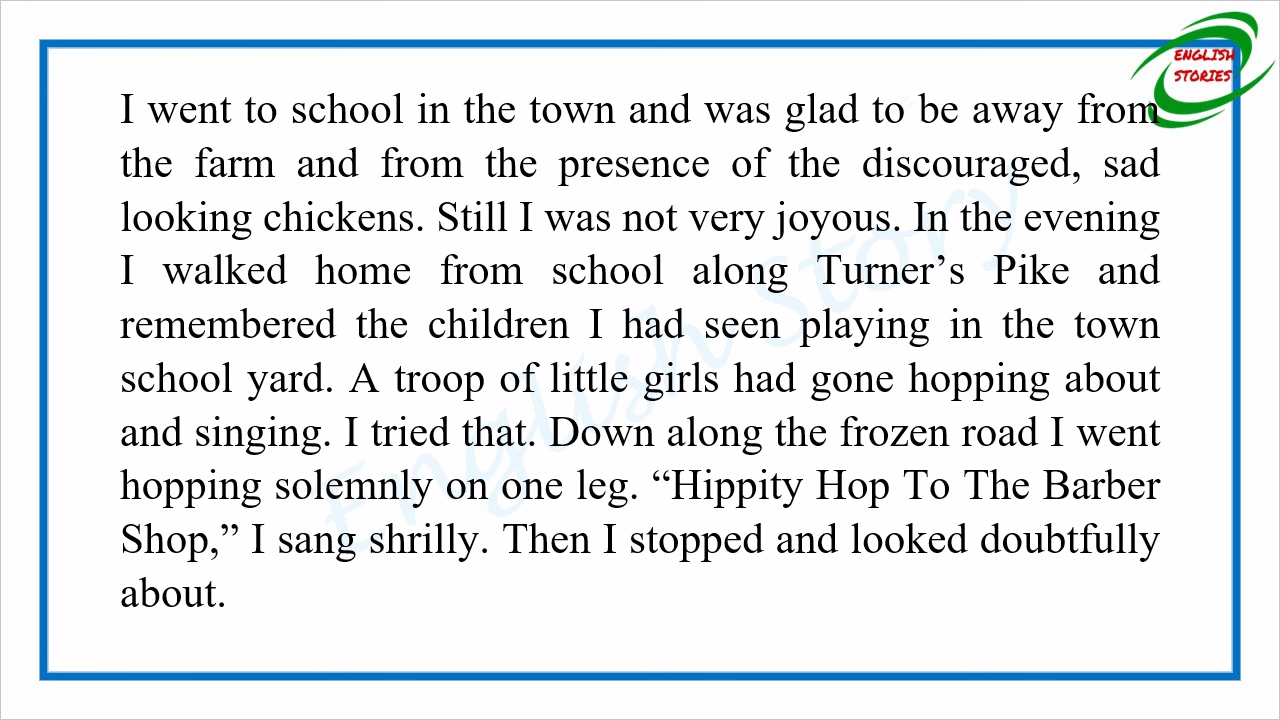 ENGLISH
STORIES
I went to school in the town and was glad to be away from
the farm and from the presence of the discouraged, sad
looking chickens. Still I was not very joyous. In the evening
I walked home from school along Turner’s Pike and
remembered the children I had seen playing in the town
school yard. A troop of little girls had gone hopping about
and singing. I tried that. Down along the frozen road I went
hopping solemnly on one leg. “Hippity Hop To The Barber
Shop,” I sang shrilly. Then I stopped and looked doubtfully
about.
English Story